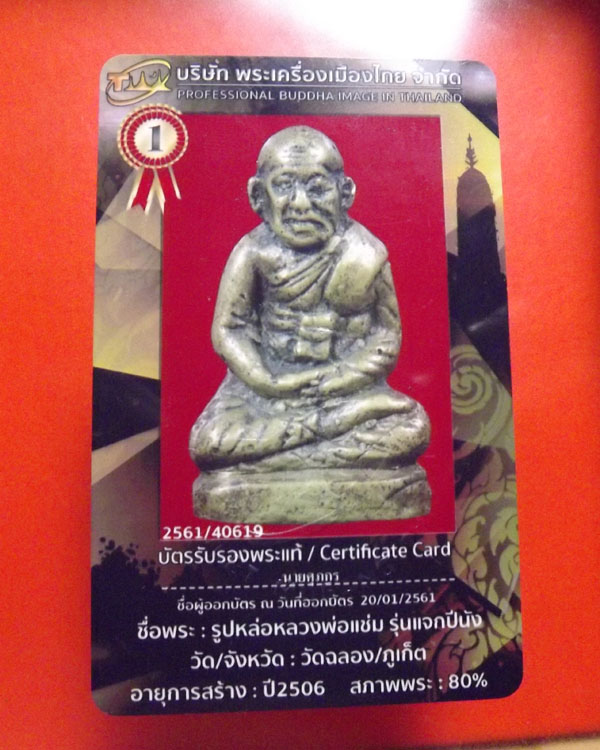 บริษัท พระเครื่องเมืองไทย จำกัด
PROFESSIONAL BUDDHA IMAGE IN THAILAND
1
2561/40619
บัตรรับรองพระแท้ / Certificate Card
ชื่อผู้ออกบัตร ณ วันที่ออกบัตร 20/01/2561
ชื่อพระ : รูปหล่อหลวงพ่อแช่ม รุ่นแจกปีนัง
วัด/จังหวัด : วัดฉลอง/ภูเก็ต
อายุการสร้าง : ปี2506 สภาพพระ : 80%